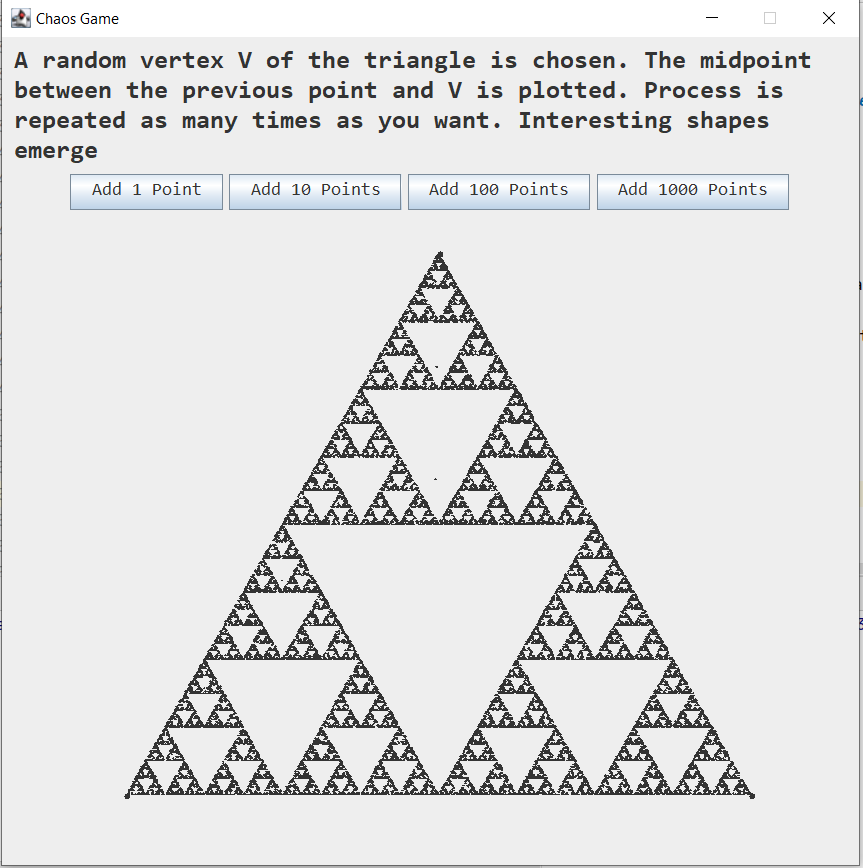 Chaos Game
A random vertex V of the triangle is chosen. The midpoint
between the previous point and V is plotted. Process is
repeated as many times as you want. Interesting shapes
emerge
Add 1 Point Add 10 Points Add 100 Points Add 1000 Points